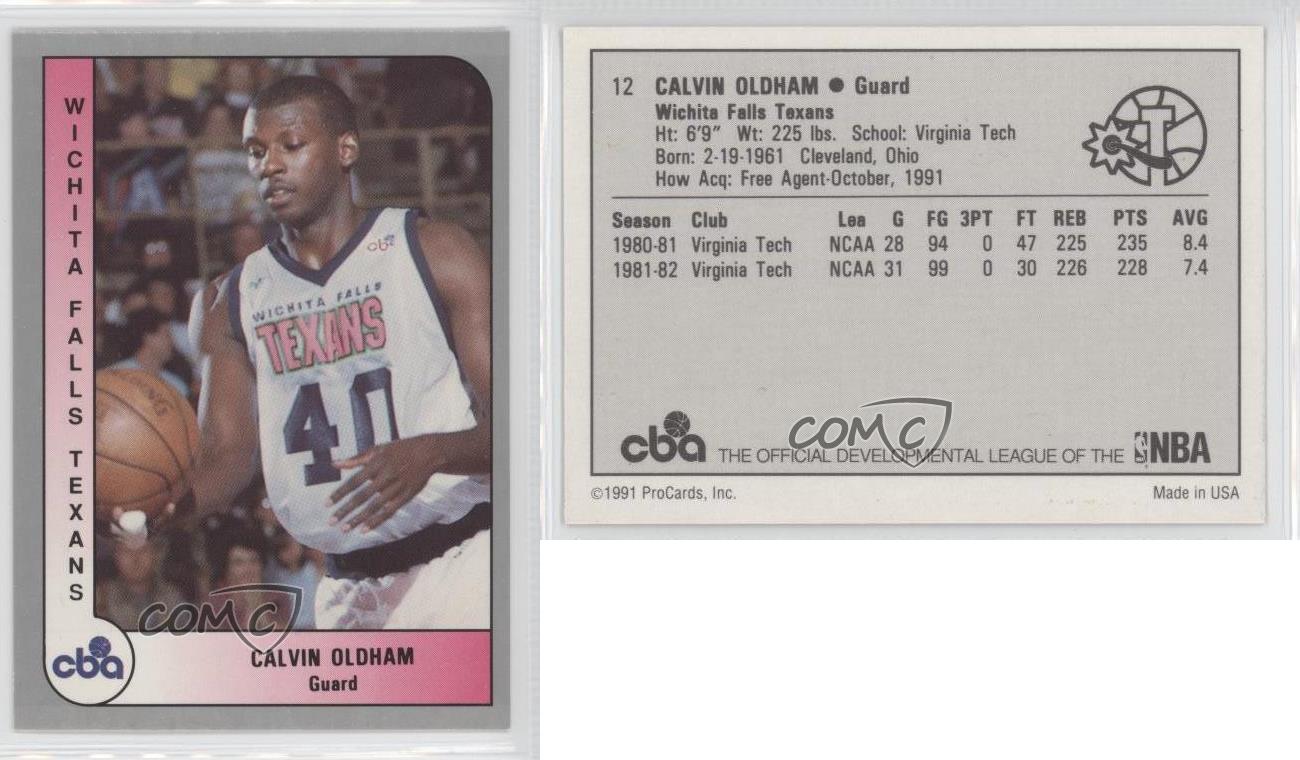 WICHITA FALLS TEXANS
cba
WICHITA FALLS
TEXANS
40
COMC
cba
CALVIN OLDHAM
Guard
12 CALVIN OLDHAM ● Guard
Wichita Falls Texans
Ht: 6'9" Wt: 225 lbs. School: Virginia Tech
Born: 2-19-1961 Cleveland, Ohio
How Acq: Free Agent-October, 1991
T
Season Club Lea G FG 3PT FT REB PTS AVG
1980-81 Virginia Tech NCAA 28 94 0 47 225 235 8.4
1981-82 Virginia Tech NCAA 31 99 0 30 226 228 7.4
COMC
cba THE OFFICIAL DEVELOPMENTAL LEAGUE OF THE NBA
©1991 ProCards, Inc. Made in USA